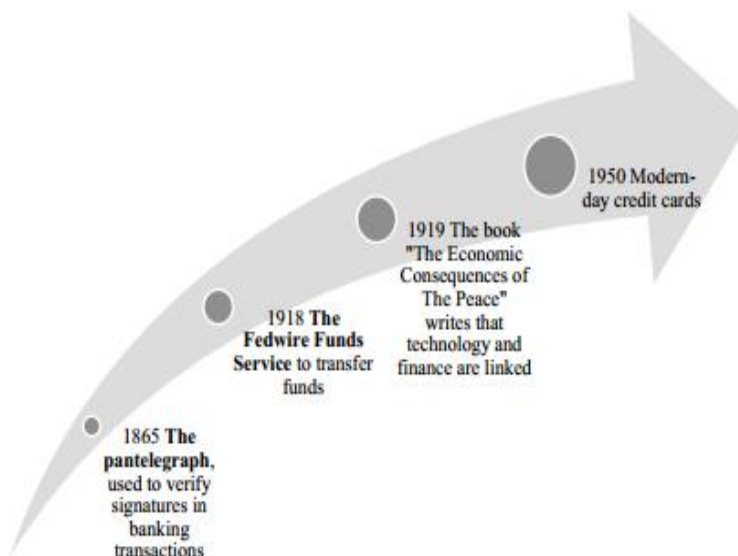 1865 The
pantelegraph,
used to verify
signatures in
banking
transactions
1918 The
Fedwire Funds
Service to transfer
funds
1919 The book
"The Economic
Consequences of
The Peace"
writes that
technology and
finance are linked
1950 Modern-
day credit cards